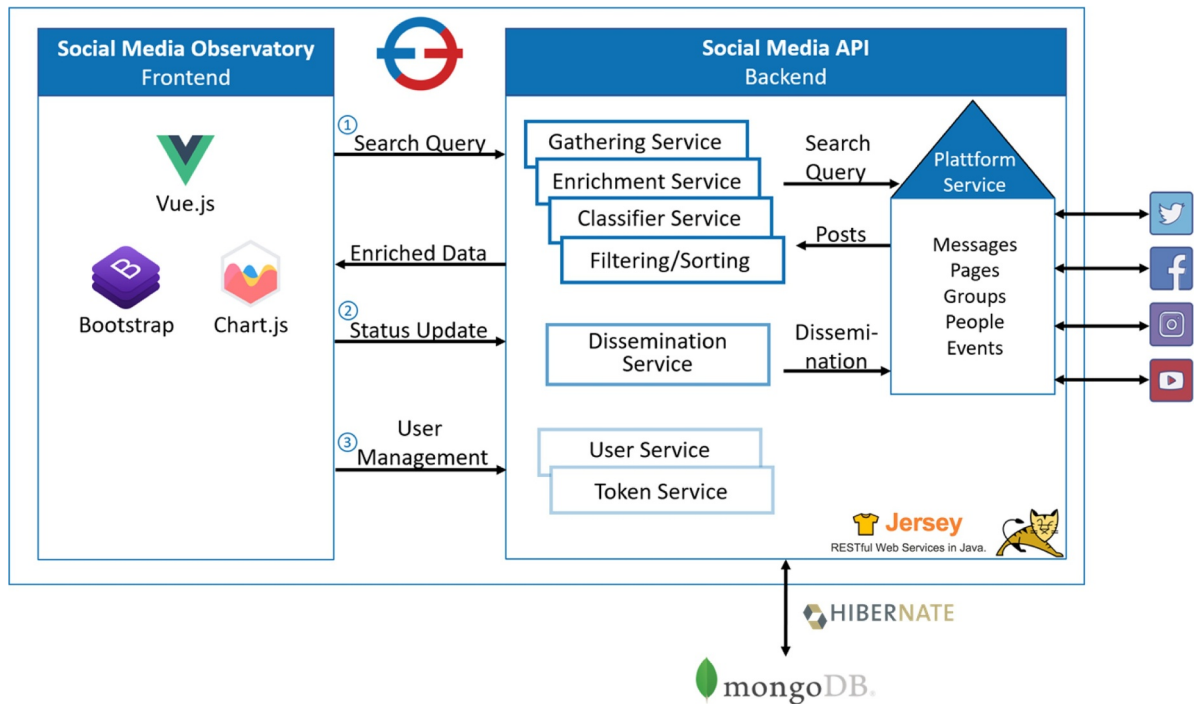 Social Media Observatory
Frontend
Social Media API
Backend
Vue.js
Bootstrap
Chart.js
B
①
Search Query
Enriched Data
②
Status Update
③
User
Management
Gathering Service
Enrichment Service
Classifier Service
Filtering/Sorting
Dissemination
Service
User Service
Token Service
Search
Query
Posts
Dissemi-
nation
Plattform
Service
Messages
Pages
Groups
People
Events
f
Jersey
RESTful Web Services in Java.
HIBERNATE
mongoDB.